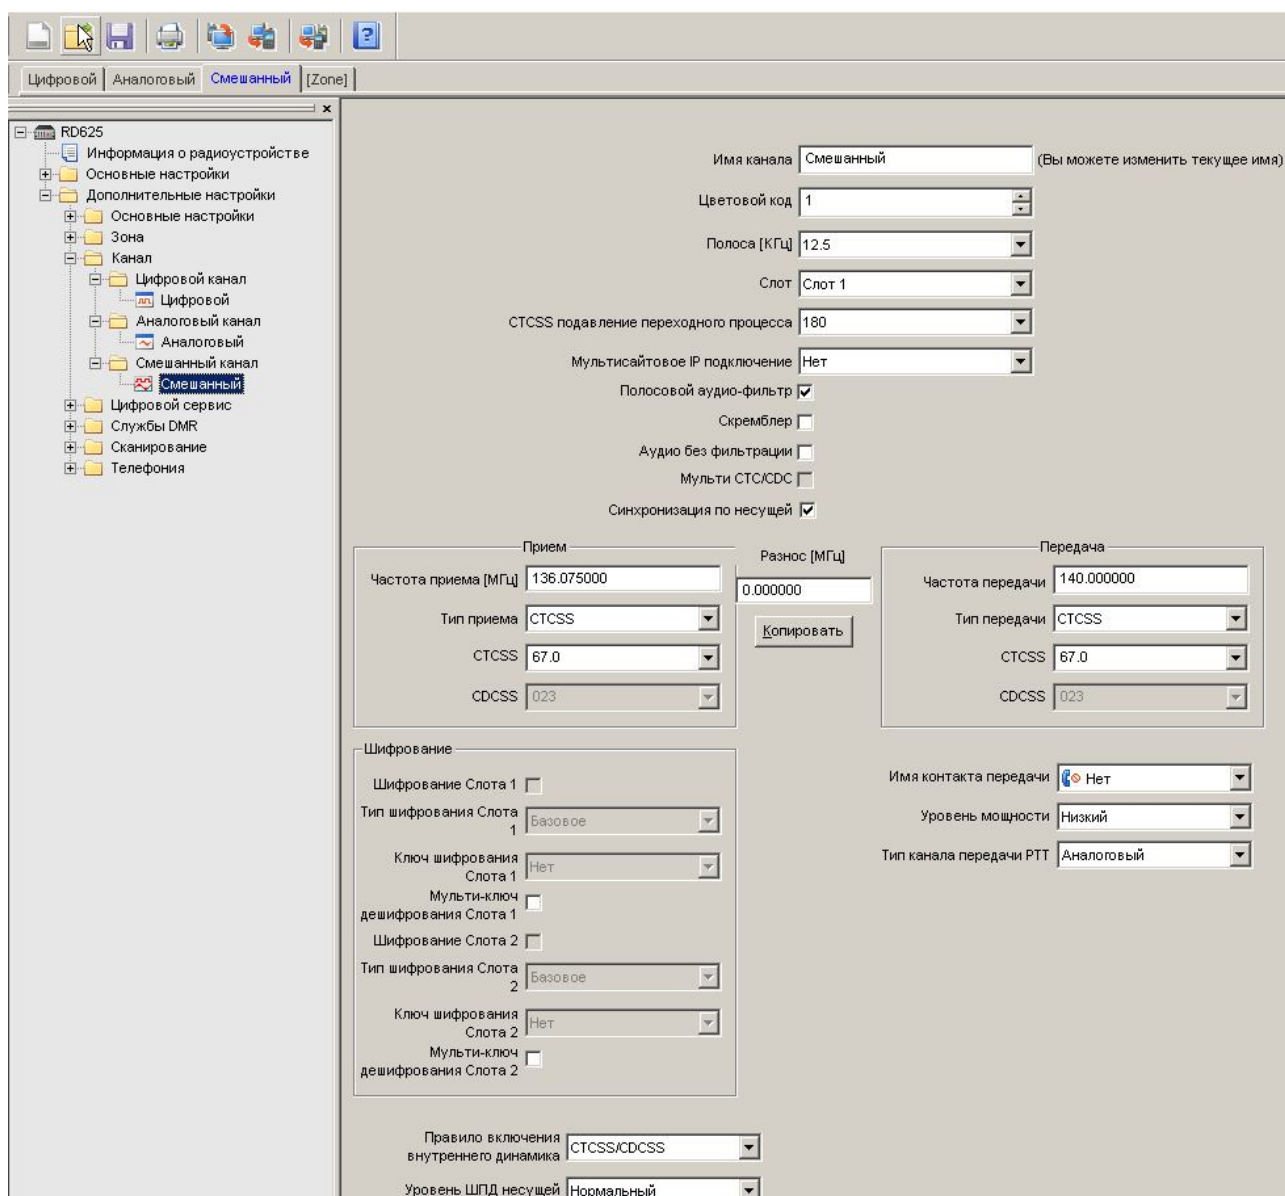 Цифровой Аналоговый Смешанный [Zone]
RD625
Информация о радиоустройстве
Основные настройки
Дополнительные настройки
Основные настройки
Зона
Канал
Цифровой канал
Цифровой
Аналоговый канал
Аналоговый
Смешанный канал
Смешанный
Цифровой сервис
Службы DMR
Сканирование
Телефония
Имя канала Смешанный (Вы можете изменить текущее имя)
Цветовой код 1
Полоса [КГц] 12.5
Слот Слот 1
CTCSS подавление переходного процесса 180
Мультисайтовое IP подключение Нет
Полосовой аудио-фильтр
Скремблер
Аудио без фильтрации
Мульти CTC/CDC
Синхронизация по несущей
Прием
Частота приема [МГц] 136.075000
Тип приема CTCSS
CTCSS 67.0
CDCSS 023
Разнос [МГц]
0.000000
Копировать
Передача
Частота передачи 140.000000
Тип передачи CTCSS
CTCSS 67.0
CDCSS 023
Шифрование
Шифрование Слота 1
Тип шифрования Слота
1 Базовое
Ключ шифрования
Слота 1 Нет
Мульти-ключ
дешифрования Слота 1
Шифрование Слота 2
Тип шифрования Слота
2 Базовое
Ключ шифрования
Слота 2 Нет
Мульти-ключ
дешифрования Слота 2
Имя контакта передачи Нет
Уровень мощности Низкий
Тип канала передачи PTT Аналоговый
Правило включения
внутреннего динамика CTCSS/CDCSS
Уровень ШПД несущей Нормальный